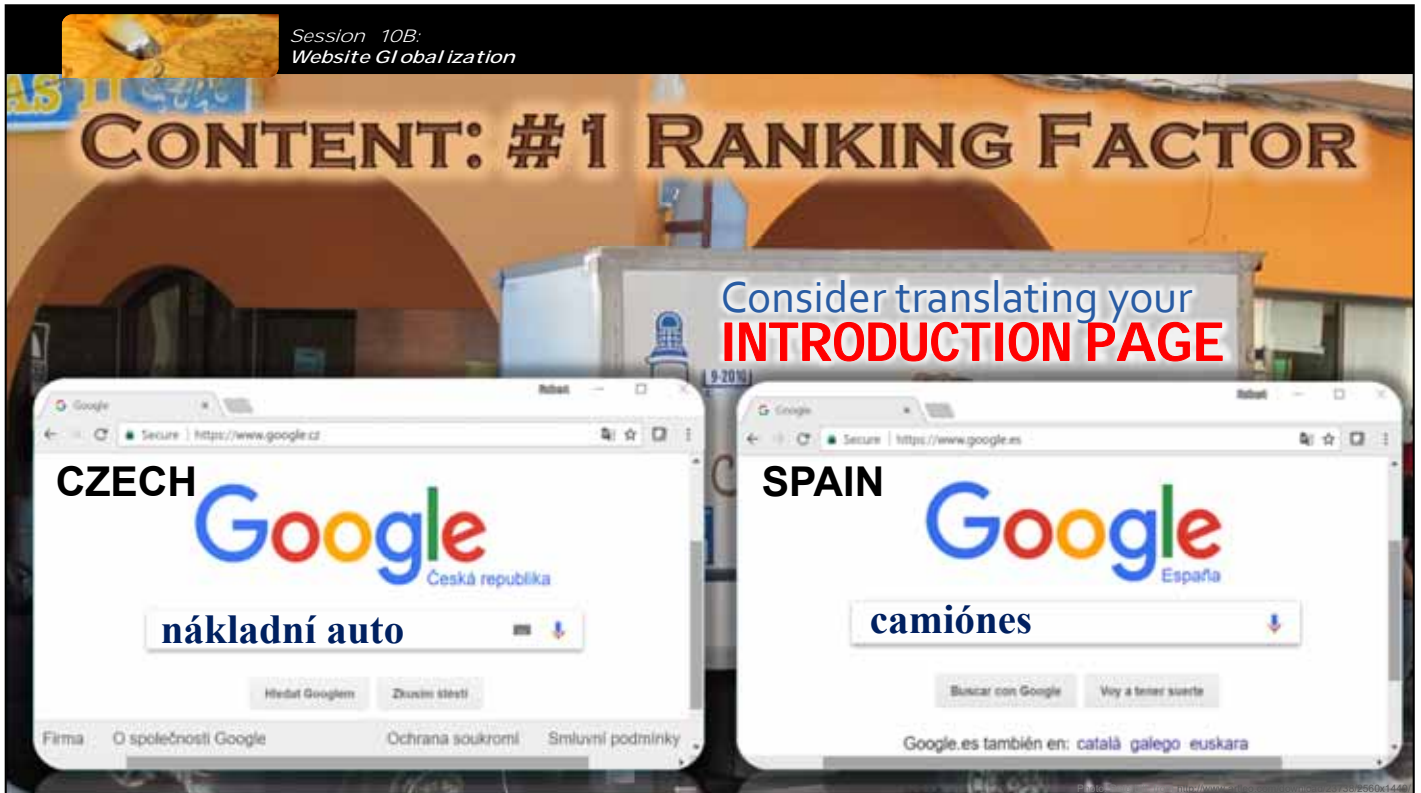 Session 10B:
Website Globalization
CONTENT: #1 RANKING FACTOR
Consider translating your
INTRODUCTION PAGE
9-2010
Google
Secure | https://www.google.cz
CZECH
Google
Česká republika
nákladní auto
Hledat Googlem Zkusím štěstí
Firma O společnosti Google Ochrana soukromí Smluvní podmínky
Google
Secure | https://www.google.es
SPAIN
Google
España
camiónes
Buscar con Google Voy a tener suerte
Google.es también en: català galego euskara